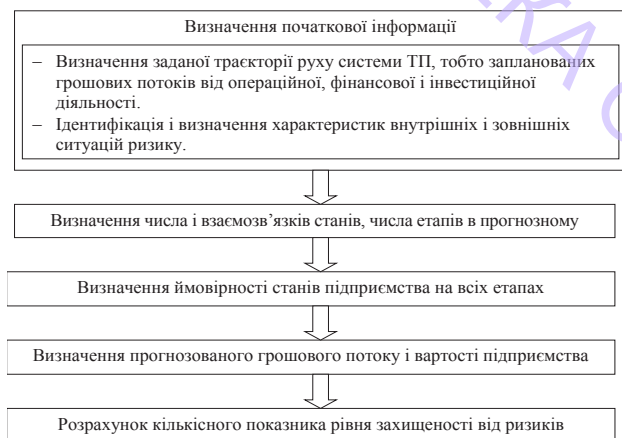 Визначення початкової інформації
– Визначення заданої траєкторії руху системи ТП, тобто запланованих
грошових потоків від операційної, фінансової і інвестиційної
діяльності.
– Ідентифікація і визначення характеристик внутрішніх і зовнішніх
ситуацій ризику.
Визначення числа і взаємозв’язків станів, числа етапів в прогнозному
Визначення ймовірності станів підприємства на всіх етапах
Визначення прогнозованого грошового потоку і вартості підприємства
Розрахунок кількісного показника рівня захищеності від ризиків